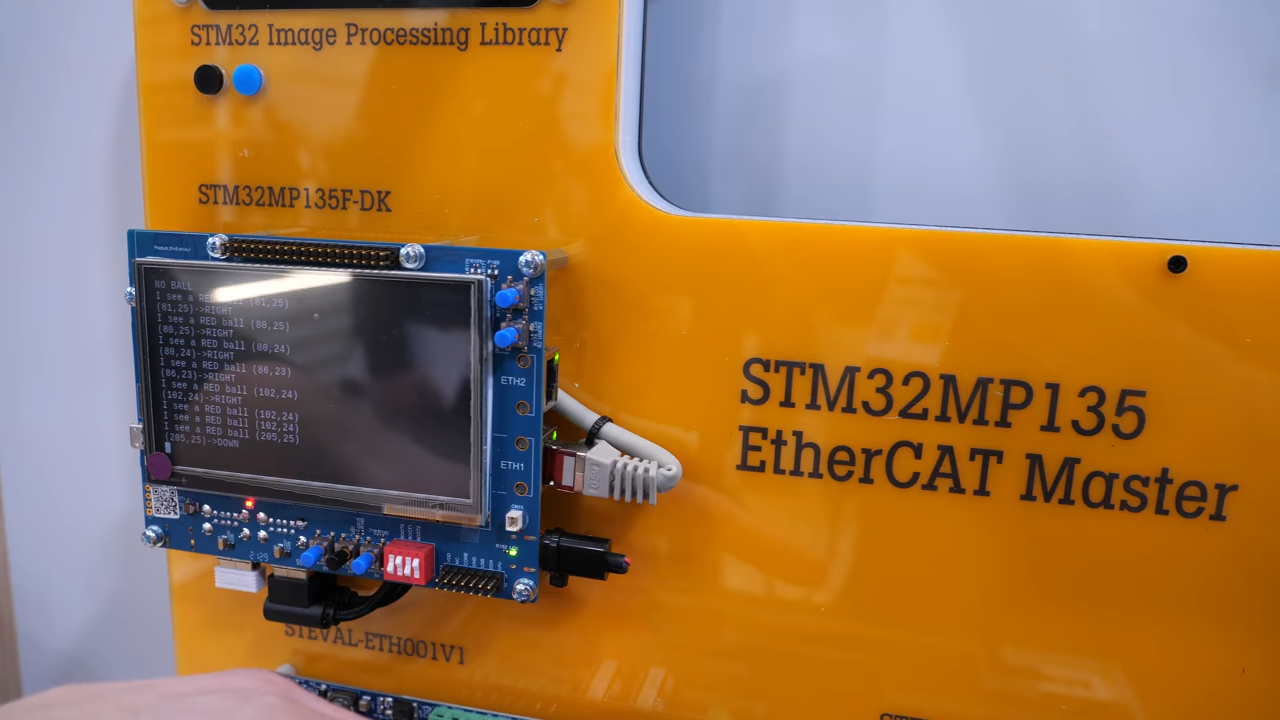 STM32 Image Processing Library
STM32MP135F-DK
NO BALL
I see a RED ball (81,25)
(81,25)->RIGHT
I see a RED ball (80,25)
(80,25)->RIGHT
I see a RED ball (80,24)
(80,24)->RIGHT
I see a RED ball (86,23)
(86,23)->RIGHT
I see a RED ball (102,24)
(102,24)->RIGHT
I see a RED ball (102,24)
I see a RED ball (102,24)
I see a RED ball (205,25)
(205,25)->DOWN
ETH2
ETH1
CN11
2129
STM32MP135
EtherCAT Master
STEVAL-ETH001V1